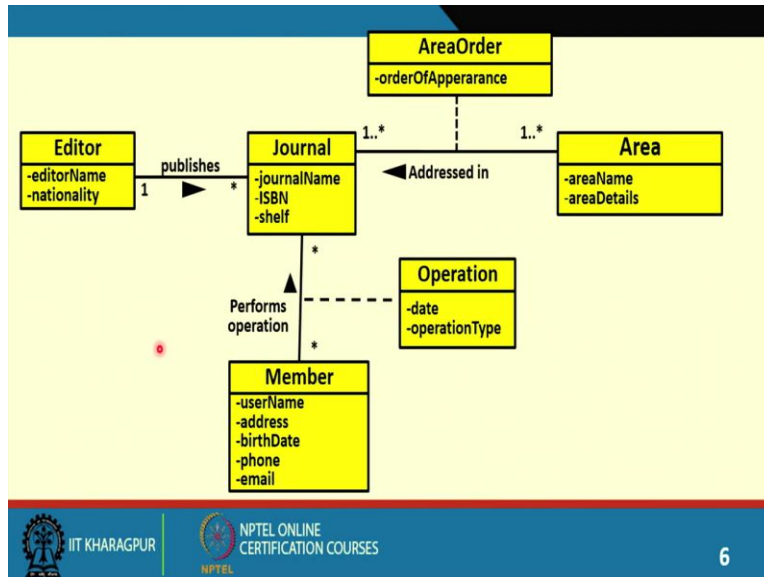 AreaOrder
-orderOfApperarance
1..*
1..*
Editor
-editorName
-nationality
publishes
1
*
Journal
-journalName
-ISBN
-shelf
Addressed in
Area
-areaName
-areaDetails
*
Performs
operation
*
Operation
-date
-operationType
Member
-userName
-address
-birthDate
-phone
-email
IIT KHARAGPUR
NPTEL
NPTEL ONLINE
CERTIFICATION COURSES
6